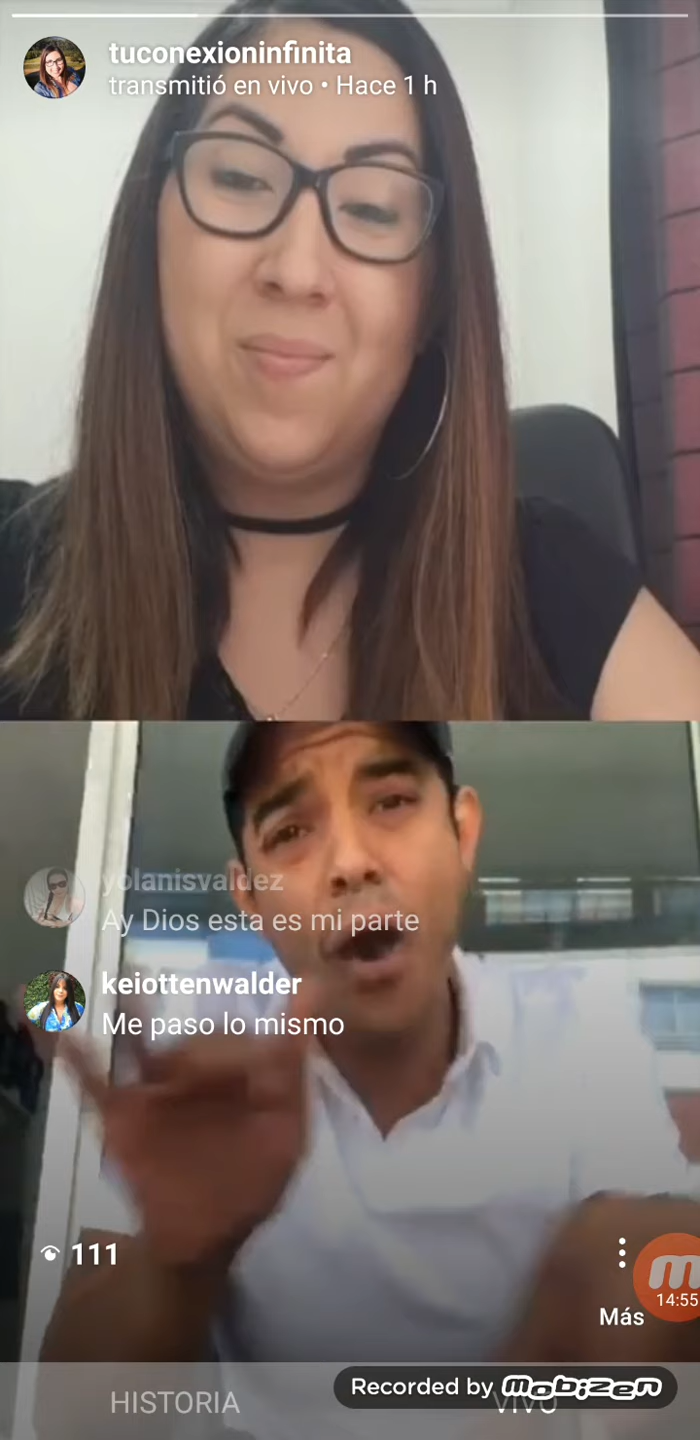 tuconexioninfinita
transmitió en vivo • Hace 1 h
yolanisvaldez
Ay Dios esta es mi parte
keiottenwalder
Me paso lo mismo
111
14:55
Más
Recorded by mobizen
HISTORIA
VIVO